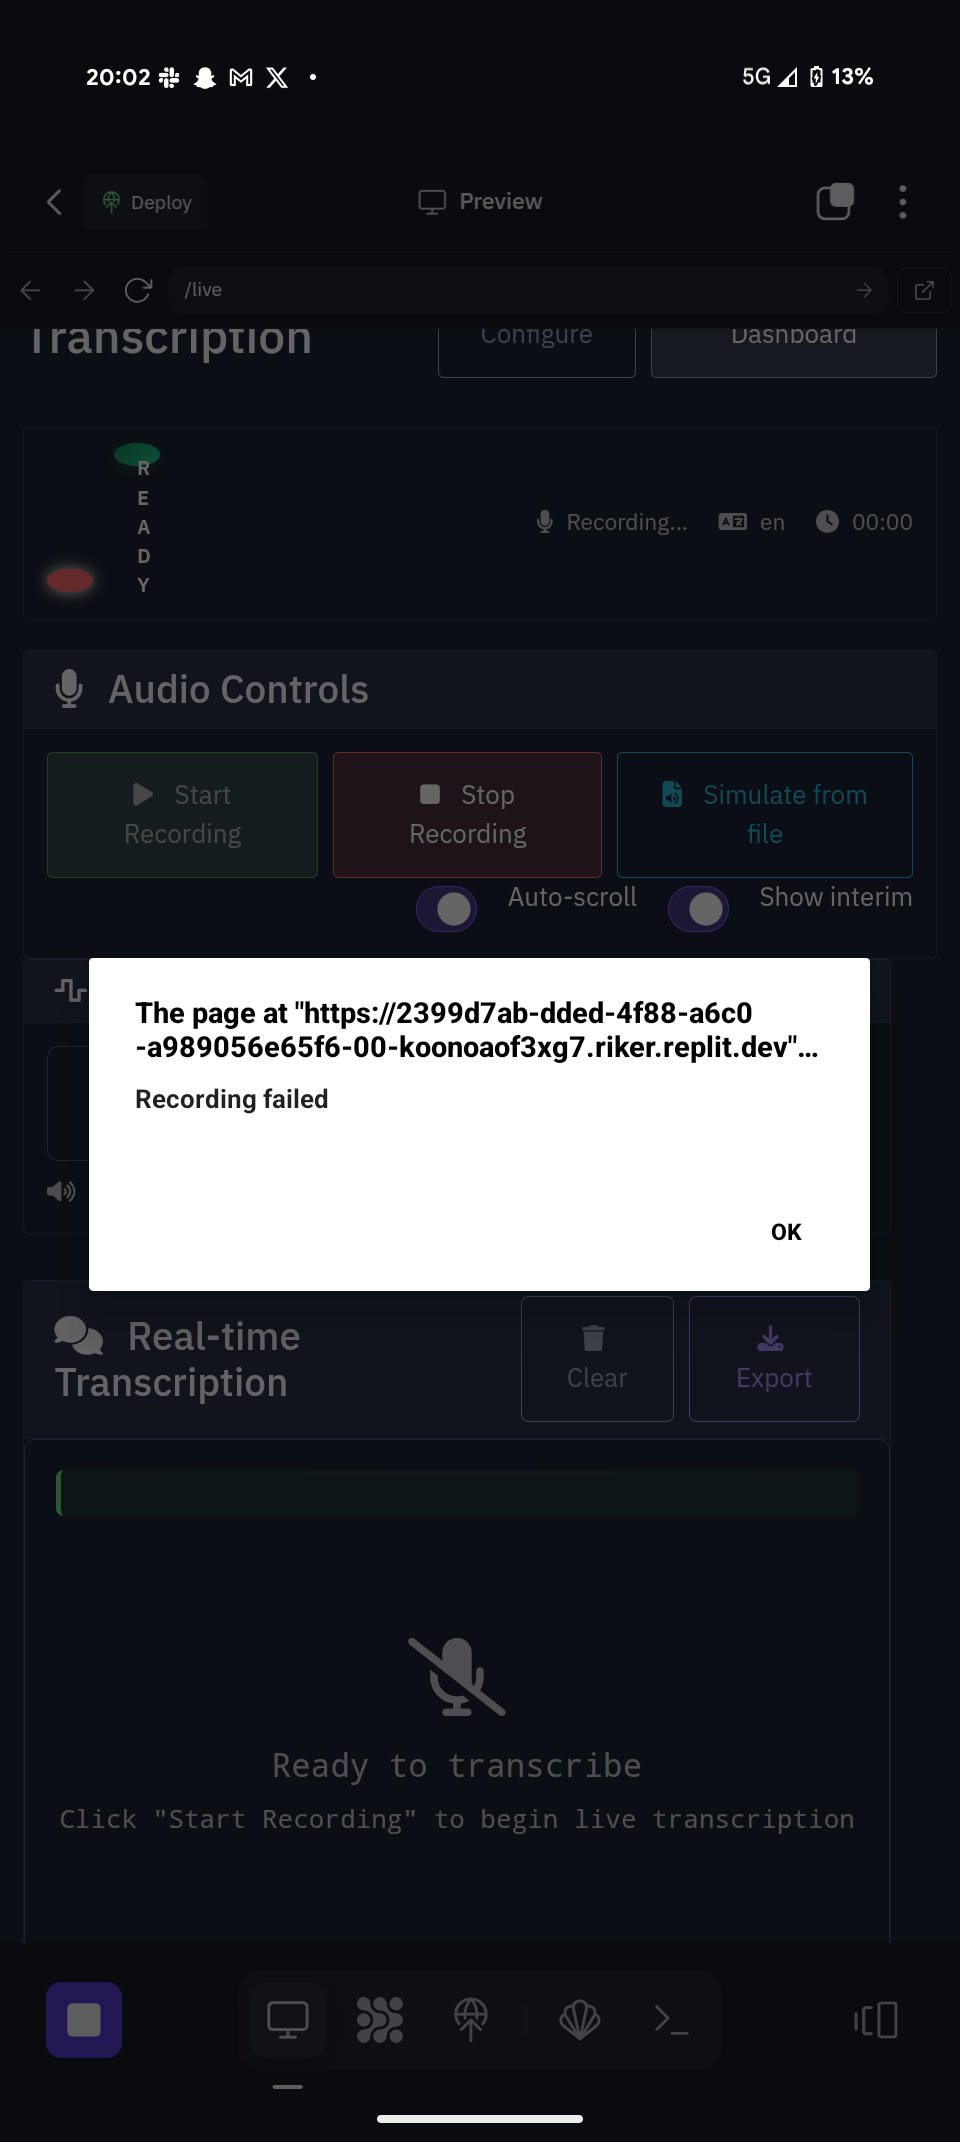 20:02
5G 13%
Deploy
Preview
/live
Transcription
Configure
Dashboard
R
E
A
D
Y
Recording...
en
00:00
Audio Controls
Start
Recording
Stop
Recording
Simulate from
file
Auto-scroll
Show interim
The page at "https://2399d7ab-dded-4f88-a6c0
-a989056e65f6-00-koonoaof3xg7.riker.replit.dev"...
Recording failed
OK
Real-time
Transcription
Clear
Export
Ready to transcribe
Click "Start Recording" to begin live transcription